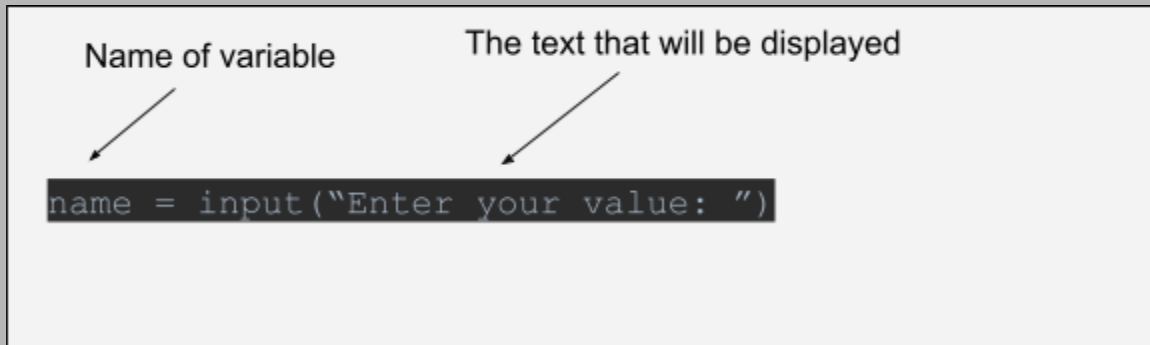 Name of variable
The text that will be displayed
name = input(“Enter your value: ”)